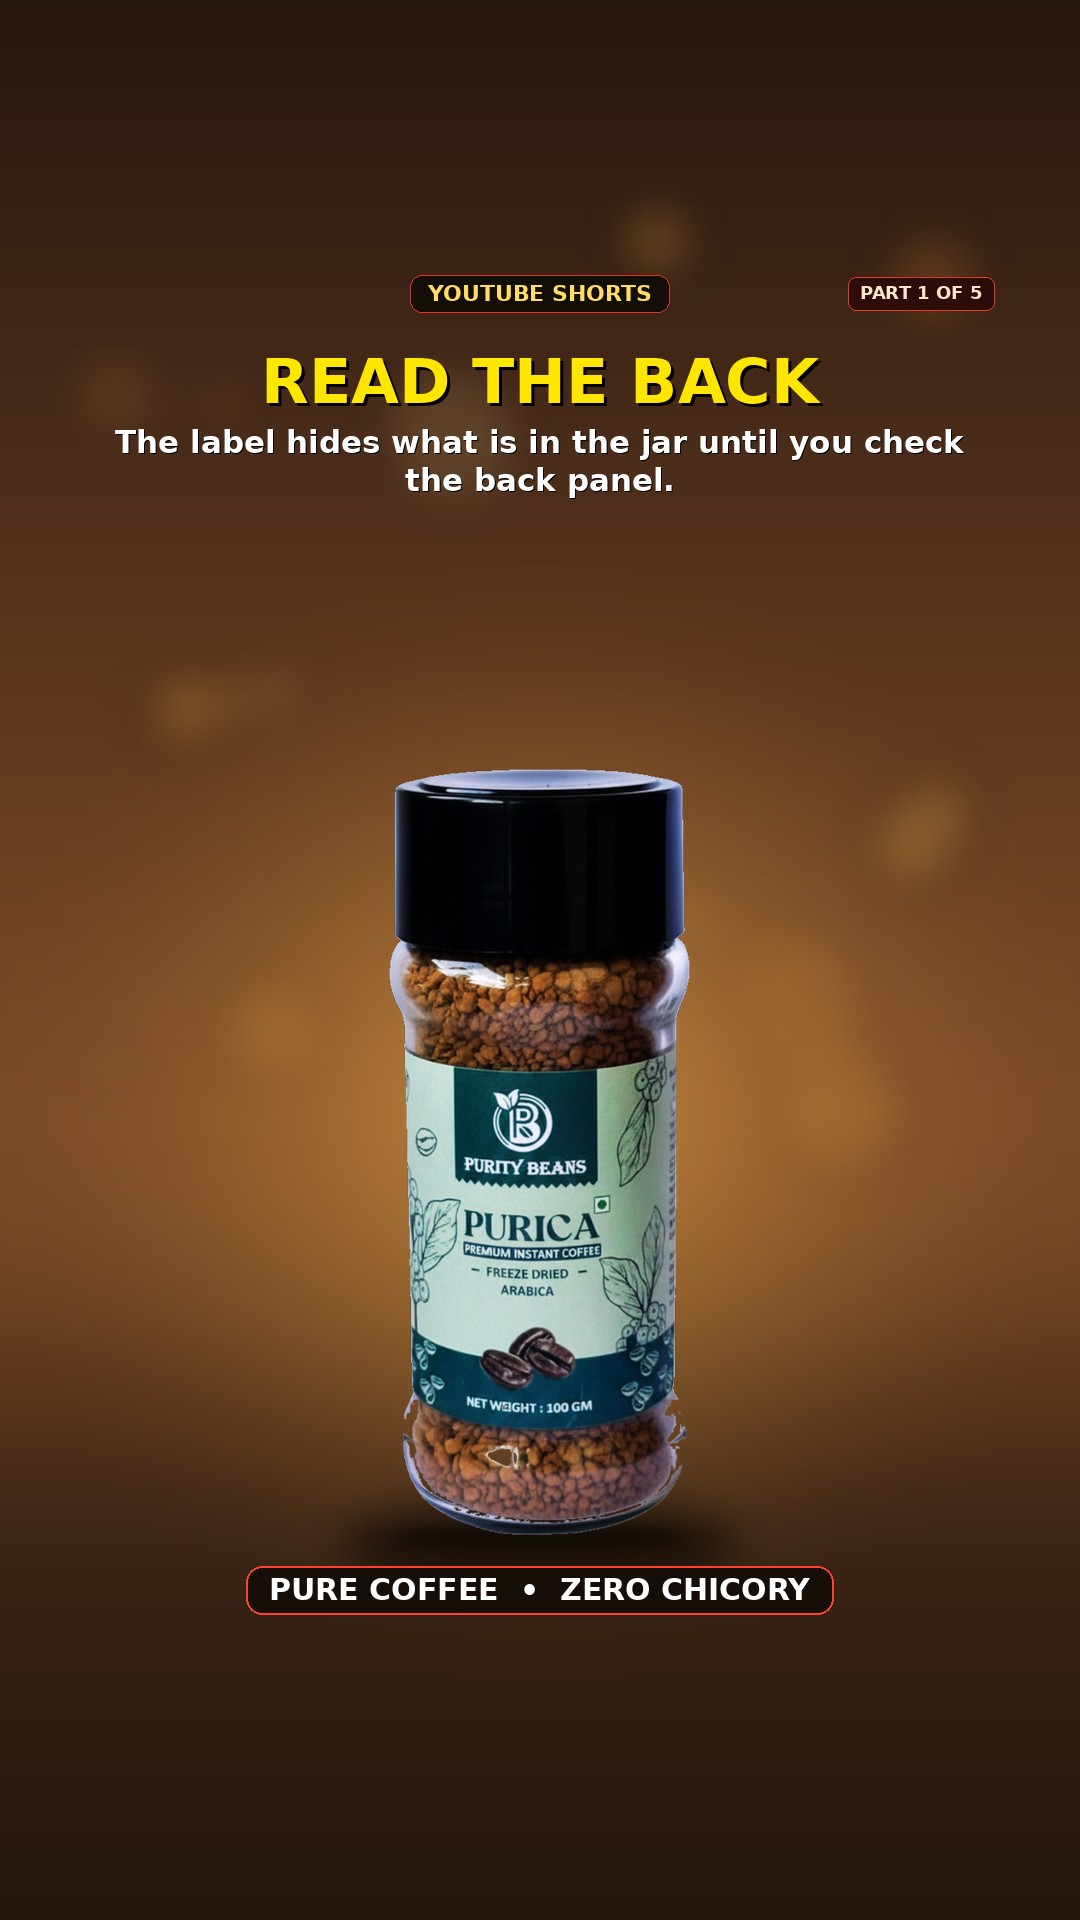 YOUTUBE SHORTS
PART 1 OF 5
READ THE BACK
The label hides what is in the jar until you check
the back panel.
B
PURITY BEANS
PURICA
PREMIUM INSTANT COFFEE
- FREEZE DRIED -
ARABICA
NET WEIGHT : 100 GM
PURE COFFEE • ZERO CHICORY